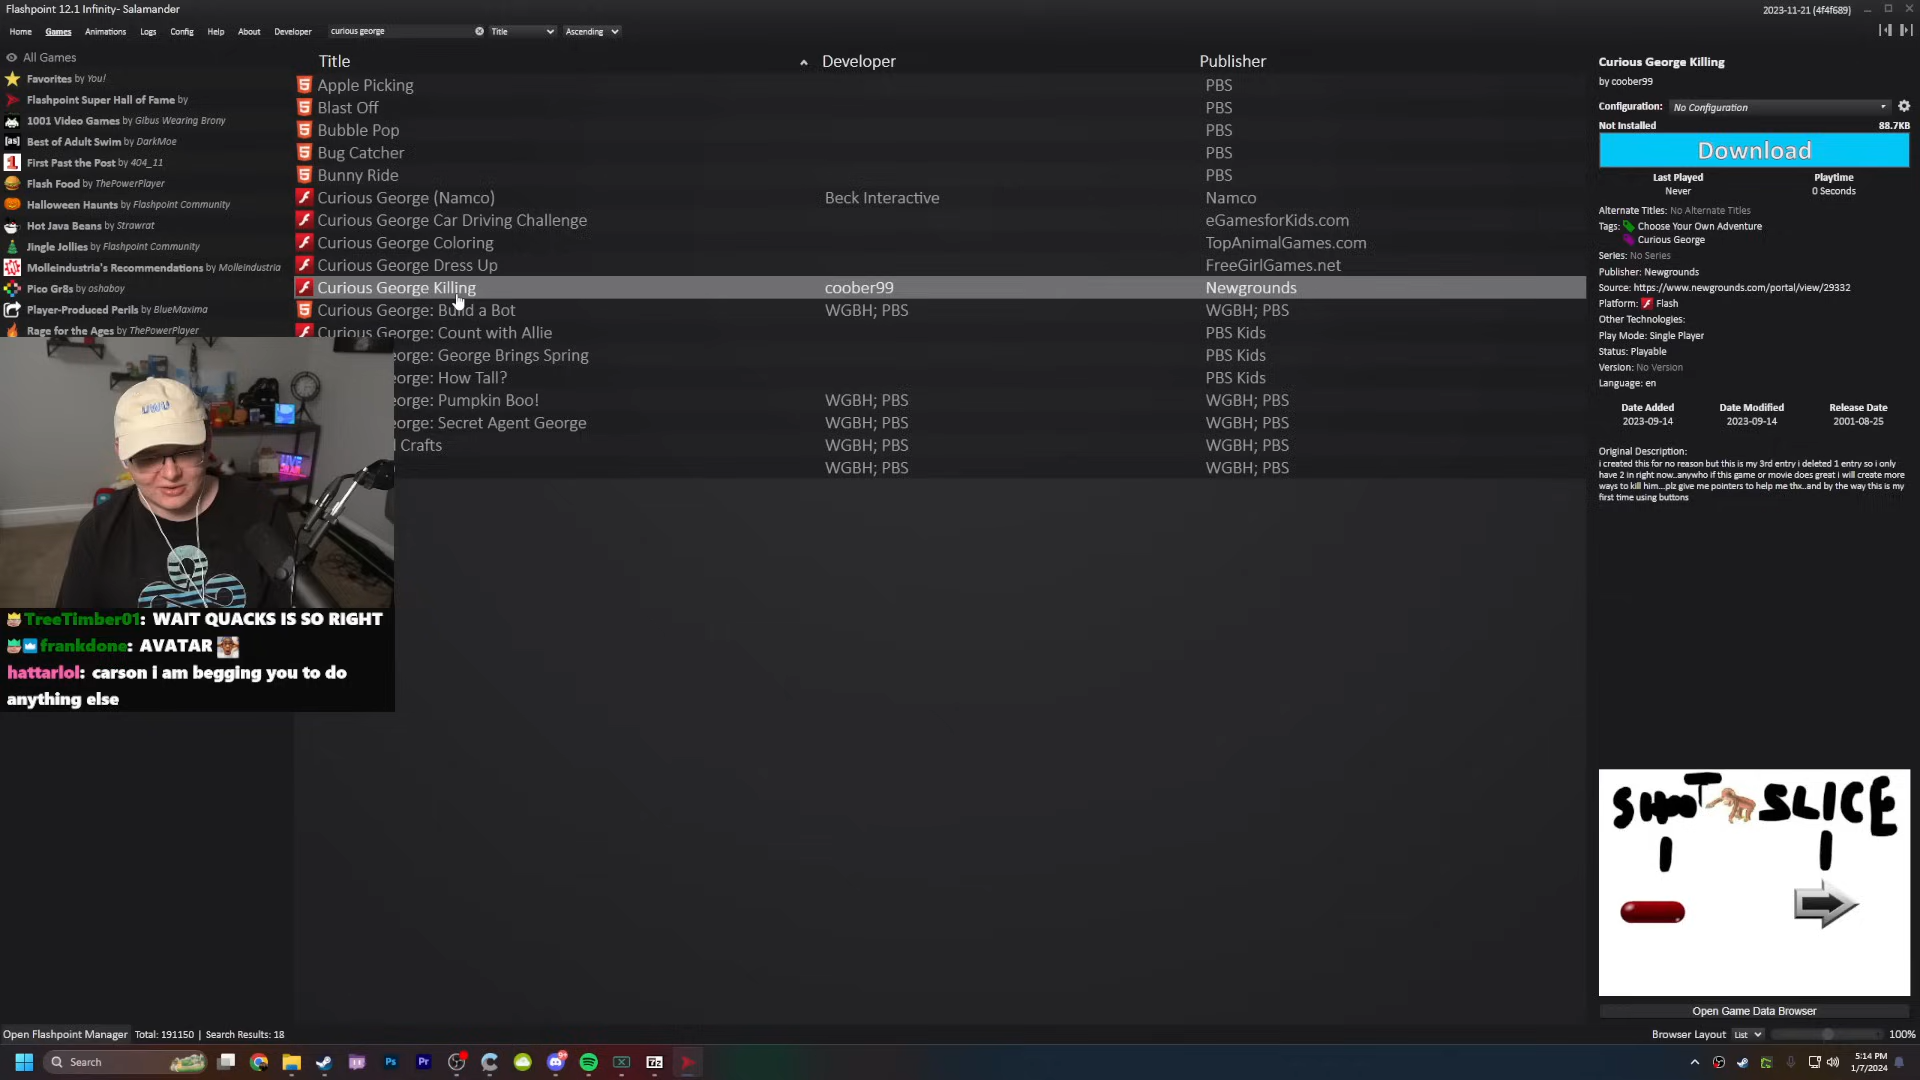 Flashpoint 12.1 Infinity- Salamander
2023-11-21 (4f4f689)
Home Games Animations Logs Config Help About Developer curious george Title Ascending
All Games
Favorites by You!
Flashpoint Super Hall of Fame by
1001 Video Games by Gibus Wearing Brony
[as] Best of Adult Swim by DarkMoe
1 First Past the Post by 404_11
Flash Food by ThePowerPlayer
Halloween Haunts by Flashpoint Community
Hot Java Beans by Strawrat
Jingle Jollies by Flashpoint Community
Molleindustria's Recommendations by Molleindustria
Pico Gr8s by oshaboy
Player-Produced Perils by BlueMaxima
Rage for the Ages by ThePowerPlayer
Title Developer Publisher
Apple Picking PBS
Blast Off PBS
Bubble Pop PBS
Bug Catcher PBS
Bunny Ride PBS
Curious George (Namco) Beck Interactive Namco
Curious George Car Driving Challenge eGamesforKids.com
Curious George Coloring TopAnimalGames.com
Curious George Dress Up FreeGirlGames.net
Curious George Killing coober99 Newgrounds
Curious George: Build a Bot WGBH; PBS WGBH; PBS
Curious George: Count with Allie PBS Kids
eorge: George Brings Spring PBS Kids
eorge: How Tall? PBS Kids
eorge: Pumpkin Boo! WGBH; PBS WGBH; PBS
eorge: Secret Agent George WGBH; PBS WGBH; PBS
l Crafts WGBH; PBS WGBH; PBS
WGBH; PBS WGBH; PBS
Curious George Killing
by coober99
Configuration: No Configuration
Not Installed 88.7KB
Download
Last Played Playtime
Never 0 Seconds
Alternate Titles: No Alternate Titles
Tags: Choose Your Own Adventure
Curious George
Series: No Series
Publisher: Newgrounds
Source: https://www.newgrounds.com/portal/view/29332
Platform: Flash
Other Technologies:
Play Mode: Single Player
Status: Playable
Version: No Version
Language: en
Date Added Date Modified Release Date
2023-09-14 2023-09-14 2001-08-25
Original Description:
i created this for no reason but this is my 3rd entry i deleted 1 entry so i only
have 2 in right now..anywho if this game or movie does great i will create more
ways to kill him...plz give me pointers to help me thx..and by the way this is my
first time using buttons
SHOOT SLICE
Open Game Data Browser
UWU
LIVE
TreeTimber01: WAIT QUACKS IS SO RIGHT
frankdone: AVATAR
hattarlol: carson i am begging you to do
anything else
Open Flashpoint Manager Total: 191150 | Search Results: 18
Browser Layout List 100%
Search Ps Pr 9+ 7z
5:14 PM
1/7/2024